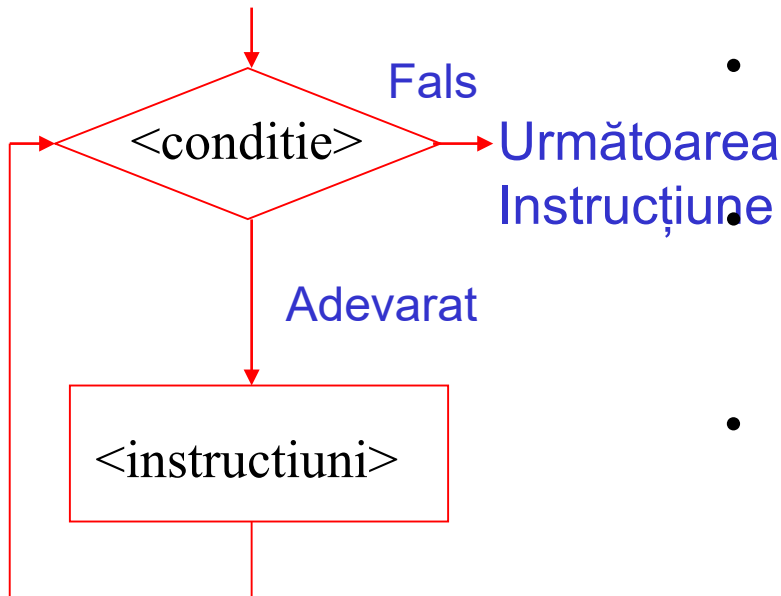 Fals
<conditie>
Următoarea
Instrucțiune
Adevarat
<instructiuni>